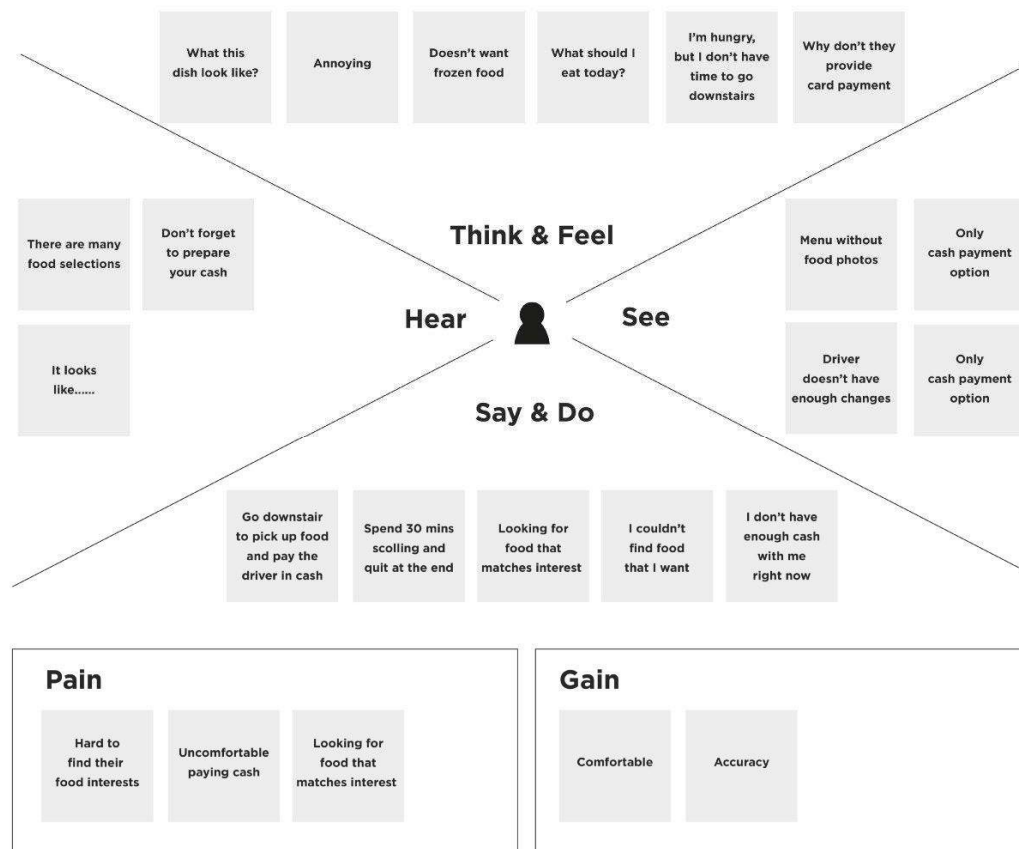 What this
dish look like?
Annoying
Doesn't want
frozen food
What should I
eat today?
I'm hungry,
but I don't have
time to go
downstairs
Why don't they
provide
card payment
Think & Feel
There are many
food selections
Don't forget
to prepare
your cash
It looks
like......
Hear
See
Menu without
food photos
Only
cash payment
option
Driver
doesn't have
enough changes
Only
cash payment
option
Say & Do
Go downstair
to pick up food
and pay the
driver in cash
Spend 30 mins
scolling and
quit at the end
Looking for
food that
matches interest
I couldn't
find food
that I want
I don't have
enough cash
with me
right now
Pain
Hard to
find their
food interests
Uncomfortable
paying cash
Looking for
food that
matches interest
Gain
Comfortable
Accuracy